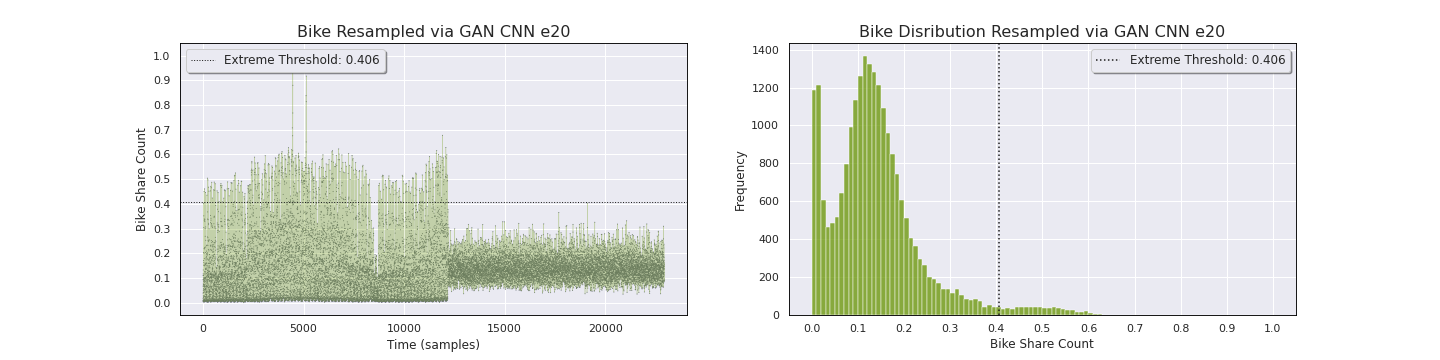 Bike Resampled via GAN CNN e20
Extreme Threshold: 0.406
1.0
0.9
0.8
0.7
0.6
0.5
0.4
0.3
0.2
0.1
0.0
Bike Share Count
0 5000 10000 15000 20000
Time (samples)
Bike Disribution Resampled via GAN CNN e20
Extreme Threshold: 0.406
1400
1200
1000
800
600
400
200
0
Frequency
0.0 0.1 0.2 0.3 0.4 0.5 0.6 0.7 0.8 0.9 1.0
Bike Share Count